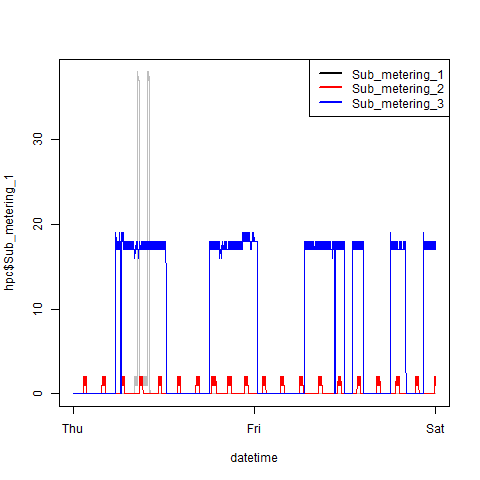 Sub_metering_1
Sub_metering_2
Sub_metering_3
hpc$Sub_metering_1
30
20
10
0
Thu
Fri
Sat
datetime